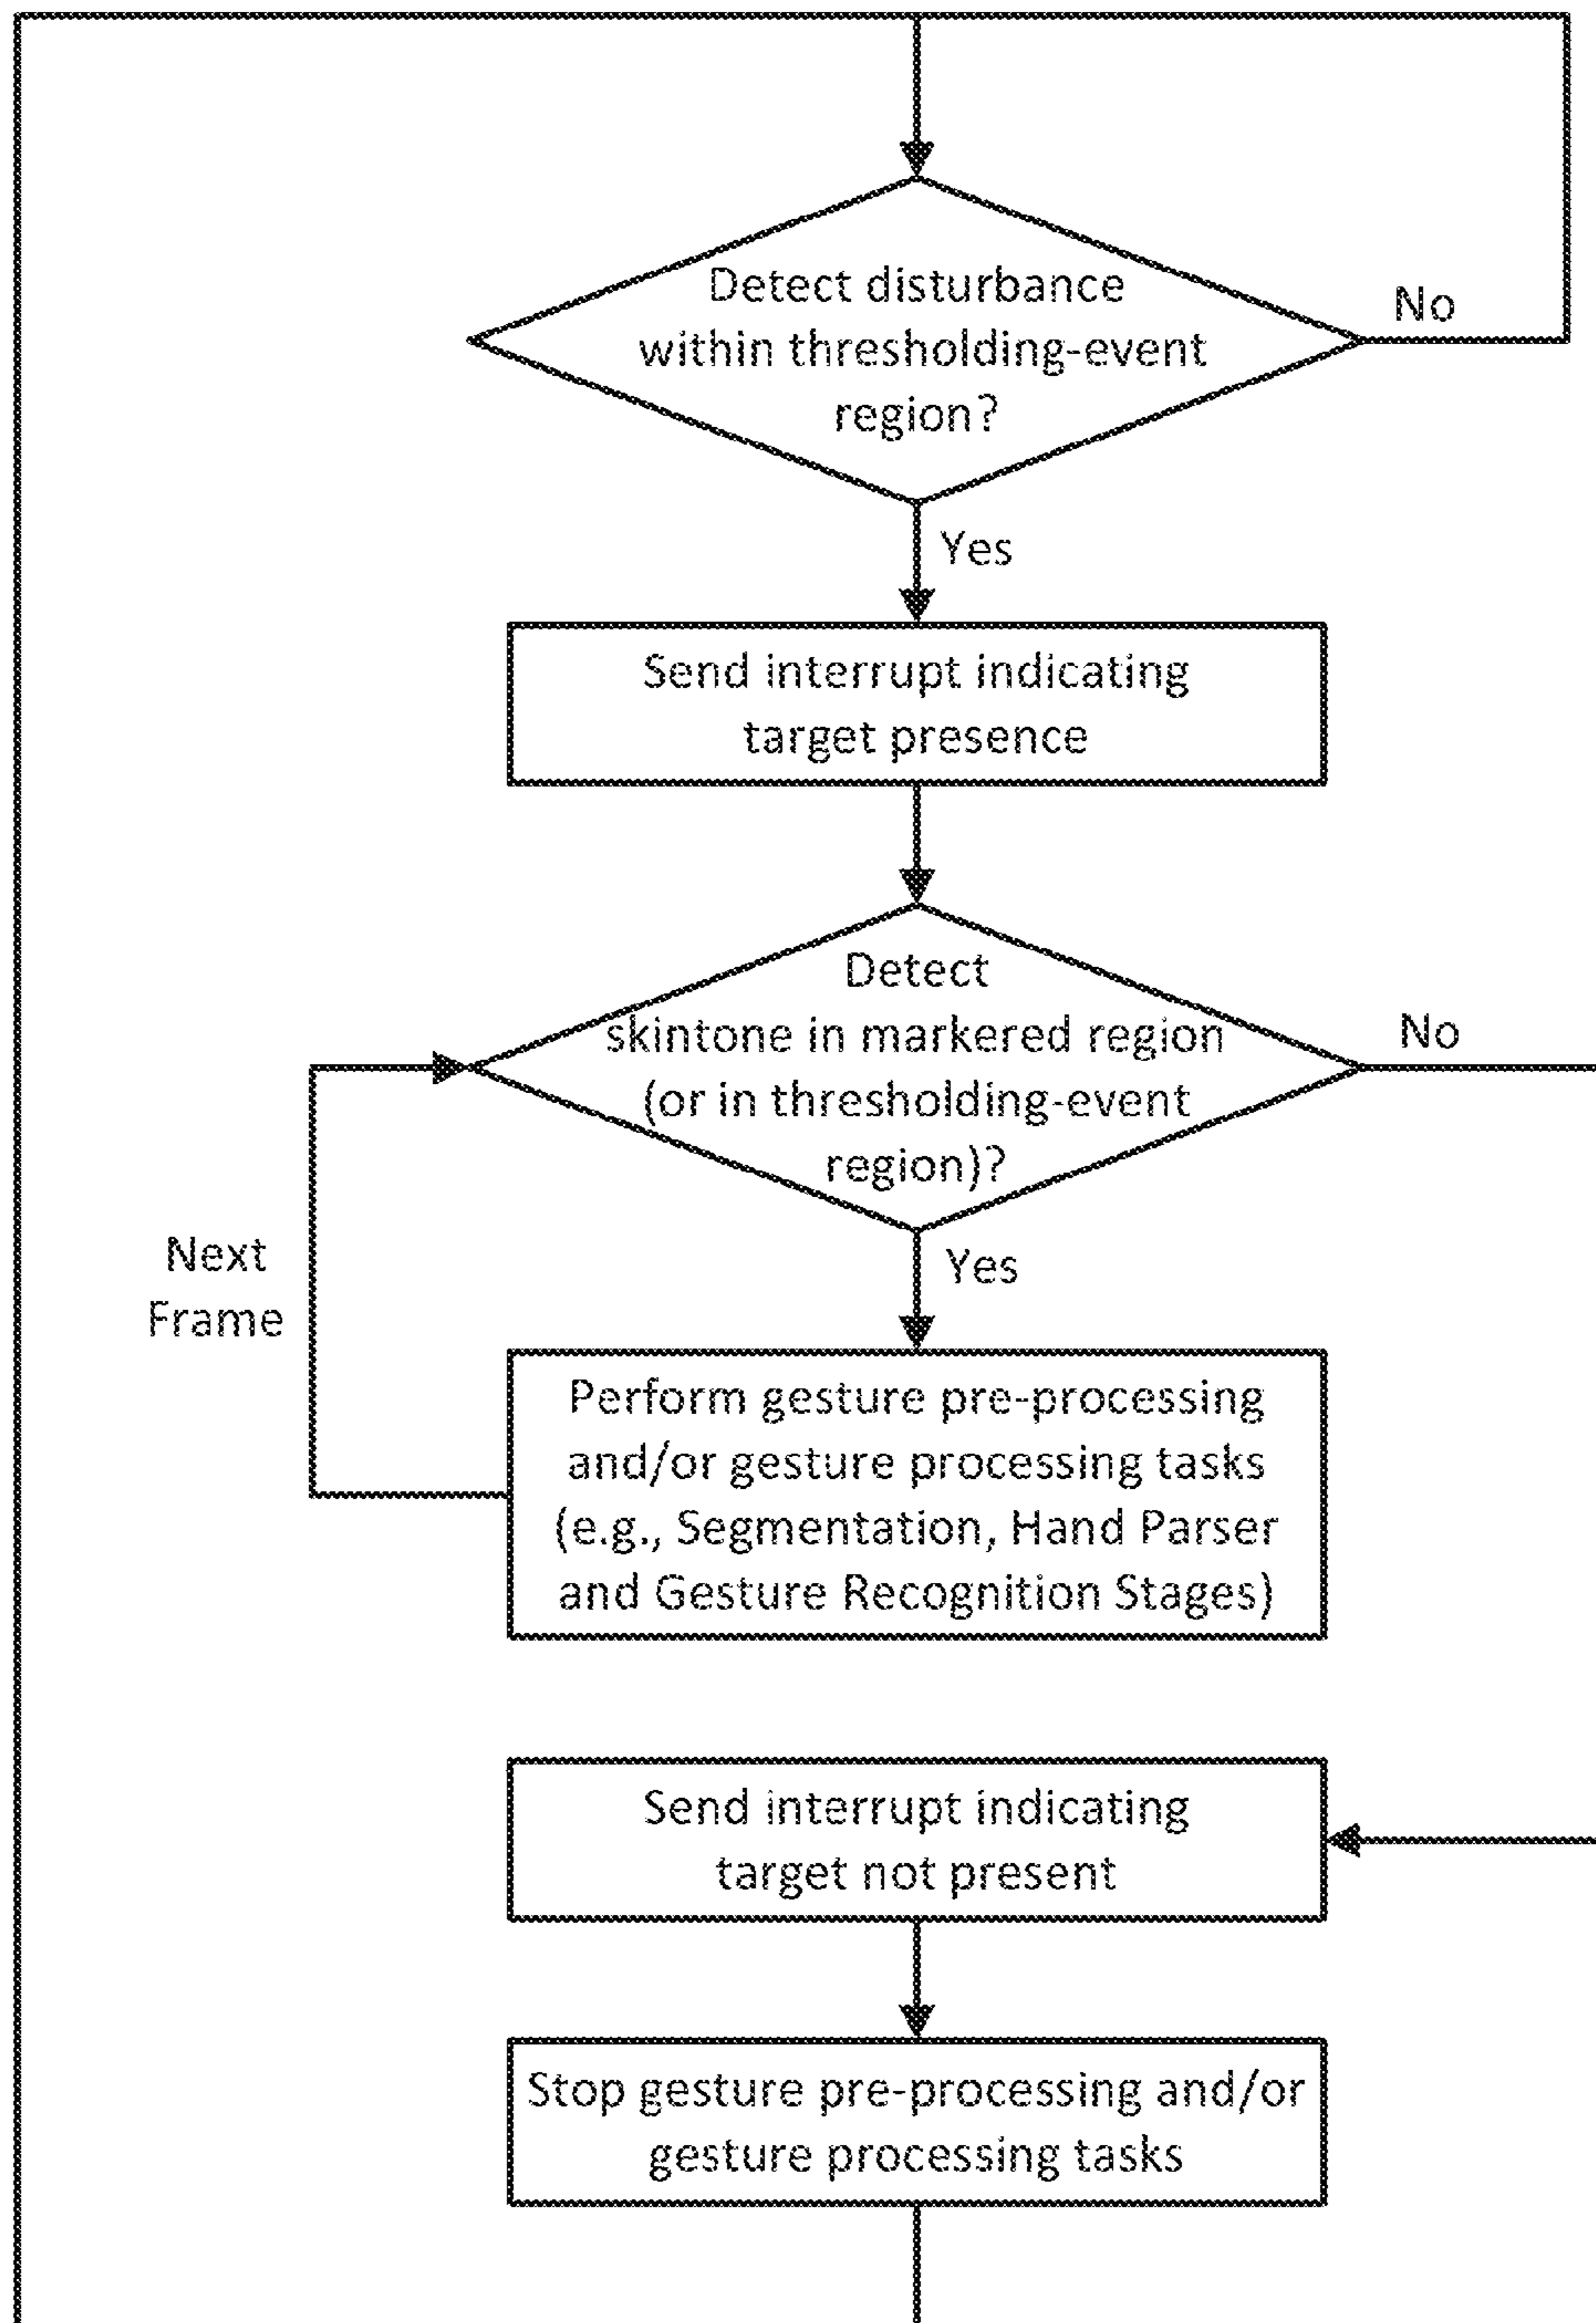 Detect disturbance
within thresholding-event
region?
No
Yes
Send interrupt indicating
target presence
Detect
skintone in markered region
(or in thresholding-event
region)?
No
Yes
Next
Frame
Perform gesture pre-processing
and/or gesture processing tasks
(e.g., Segmentation, Hand Parser
and Gesture Recognition Stages)
Send interrupt indicating
target not present
Stop gesture pre-processing and/or
gesture processing tasks